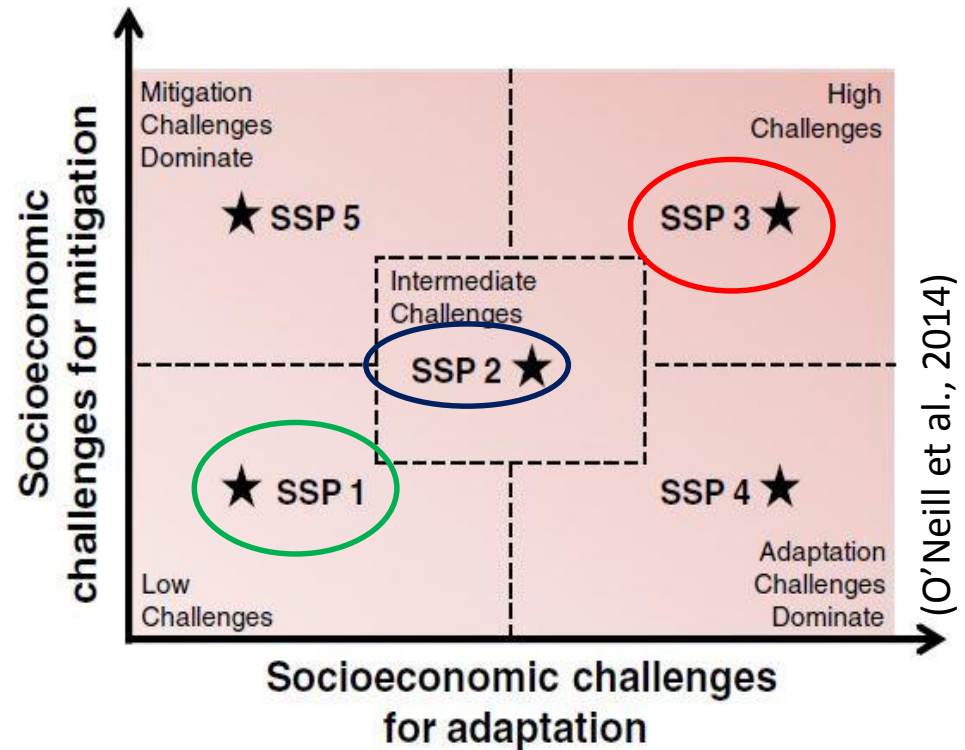 Socioeconomic
challenges for mitigation
Mitigation
Challenges
Dominate
High
Challenges
★ SSP 5
SSP 3 ★
Intermediate
Challenges
SSP 2 ★
★ SSP 1
SSP 4 ★
Low
Challenges
Adaptation
Challenges
Dominate
(O'Neill et al., 2014)
Socioeconomic challenges
for adaptation